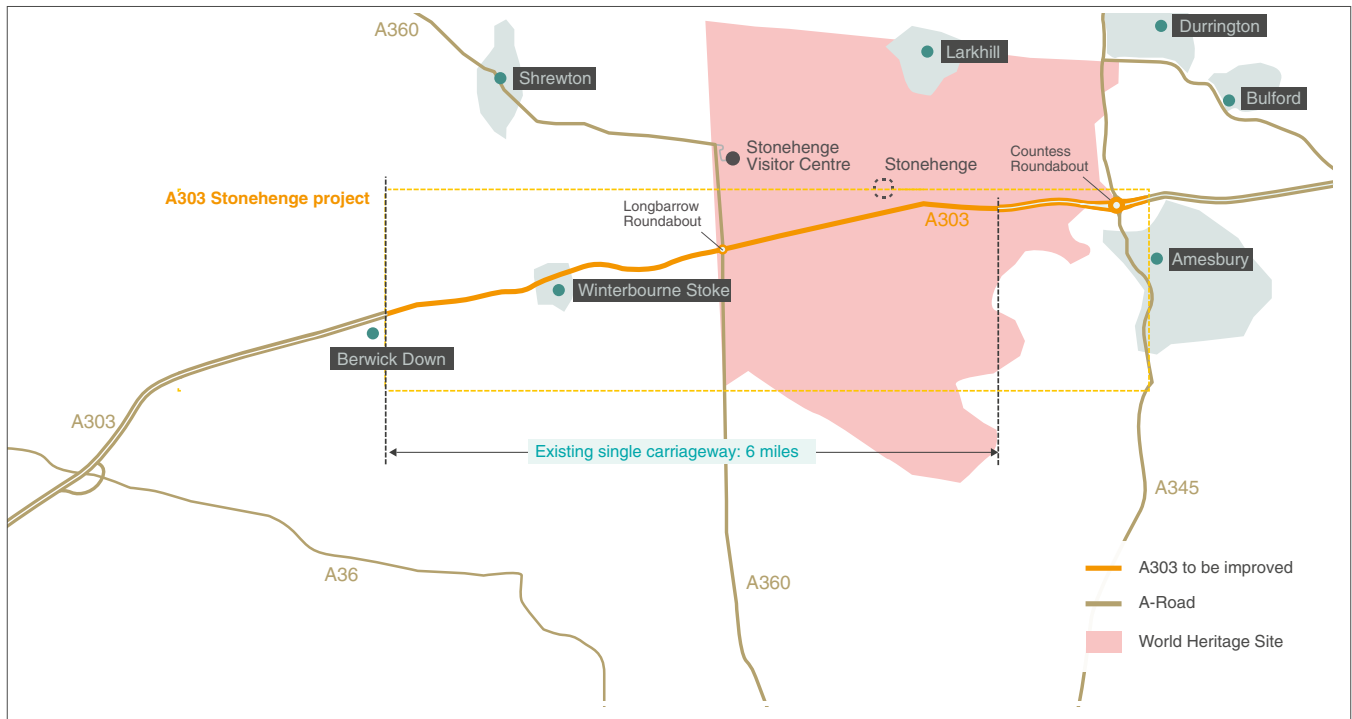 A360
Durrington
Larkhill
Shrewton
Bulford
Stonehenge
Visitor Centre
Stonehenge
Countess
Roundabout
A303 Stonehenge project
Longbarrow
Roundabout
A303
Amesbury
Winterbourne Stoke
Berwick Down
A303
Existing single carriageway: 6 miles
A345
A36
A360
A303 to be improved
A-Road
World Heritage Site